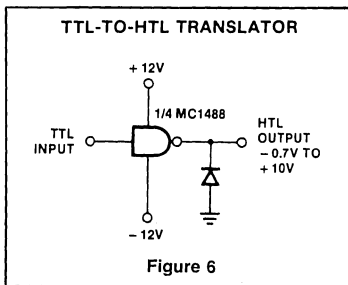 TTL-TO-HTL TRANSLATOR
+ 12V
1/4 MC1488
TTL
INPUT
HTL
OUTPUT
− 0.7V TO
+ 10V
− 12V
Figure 6